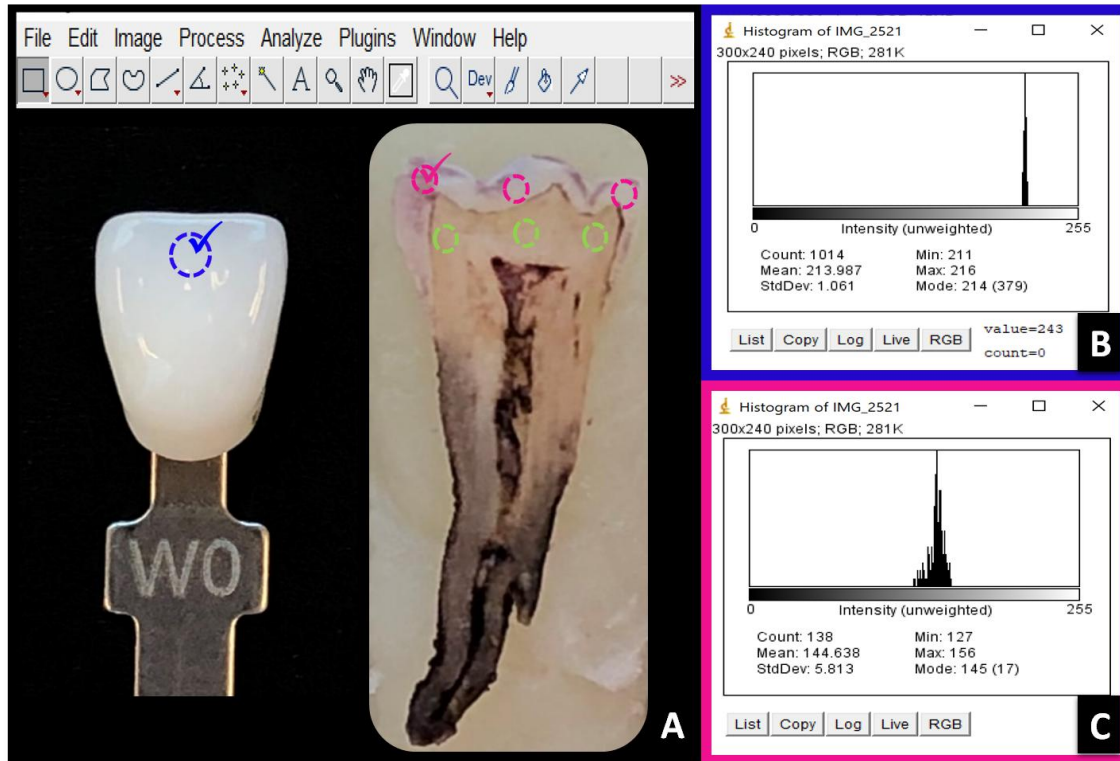 File Edit Image Process Analyze Plugins Window Help
A Dev >>
W0
A
Histogram of IMG_2521
300x240 pixels; RGB; 281K
0 Intensity (unweighted) 255
Count: 1014 Min: 211
Mean: 213.987 Max: 216
StdDev: 1.061 Mode: 214 (379)
List Copy Log Live RGB value=243
count=0
B
Histogram of IMG_2521
300x240 pixels; RGB; 281K
0 Intensity (unweighted) 255
Count: 138 Min: 127
Mean: 144.638 Max: 156
StdDev: 5.813 Mode: 145 (17)
List Copy Log Live RGB
C